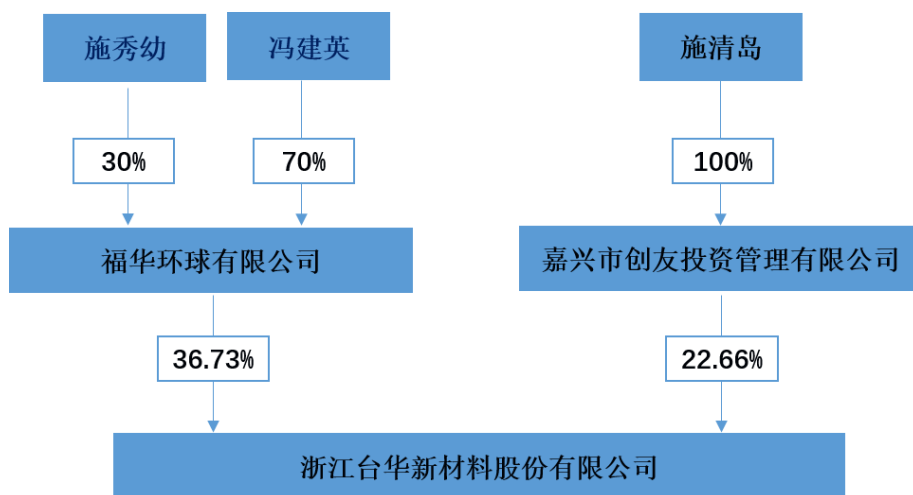 施秀幼
冯建英
施清岛
30%
70%
100%
福华环球有限公司
嘉兴市创友投资管理有限公司
36.73%
22.66%
浙江台华新材料股份有限公司